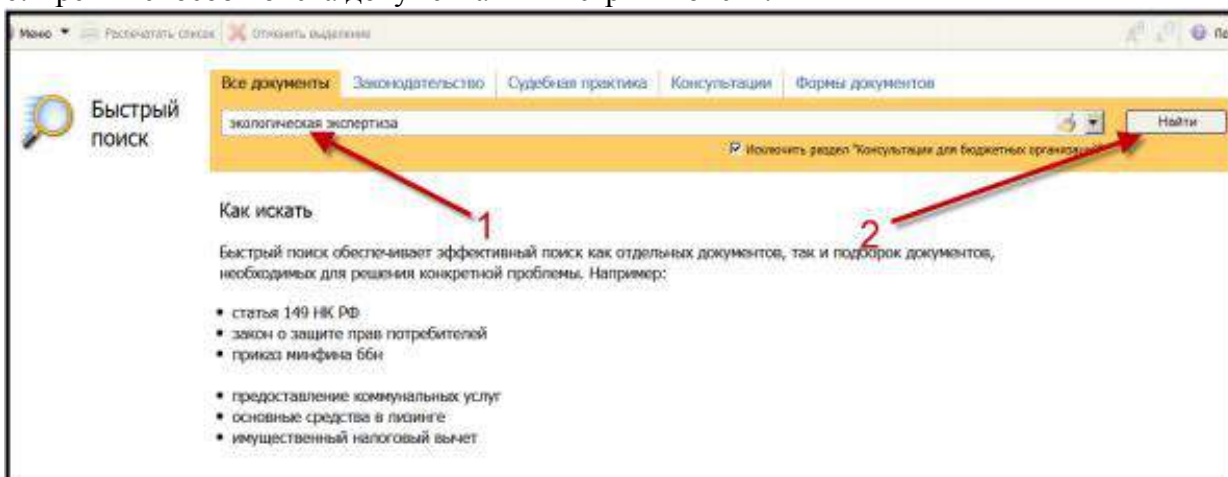 Меню
Распечатать список
Отменить выделение
Все документы Законодательство Судебная практика Консультации Формы документов
Быстрый
поиск
экологическая экспертиза
Найти
Исключить раздел "Консультации для бюджетных организаций"
1
2
Как искать
Быстрый поиск обеспечивает эффективный поиск как отдельных документов, так и подборок документов,
необходимых для решения конкретной проблемы. Например:
• статья 149 НК РФ
• закон о защите прав потребителей
• приказ минфина 66н
• предоставление коммунальных услуг
• основные средства в лизинге
• имущественный налоговый вычет